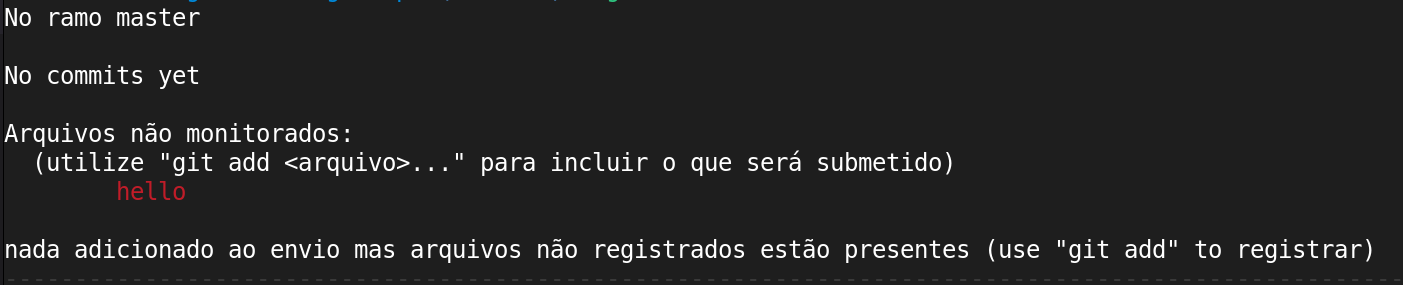 No ramo master
No commits yet
Arquivos não monitorados:
(utilize "git add <arquivo>..." para incluir o que será submetido)
hello
nada adicionado ao envio mas arquivos não registrados estão presentes (use "git add" to registrar)